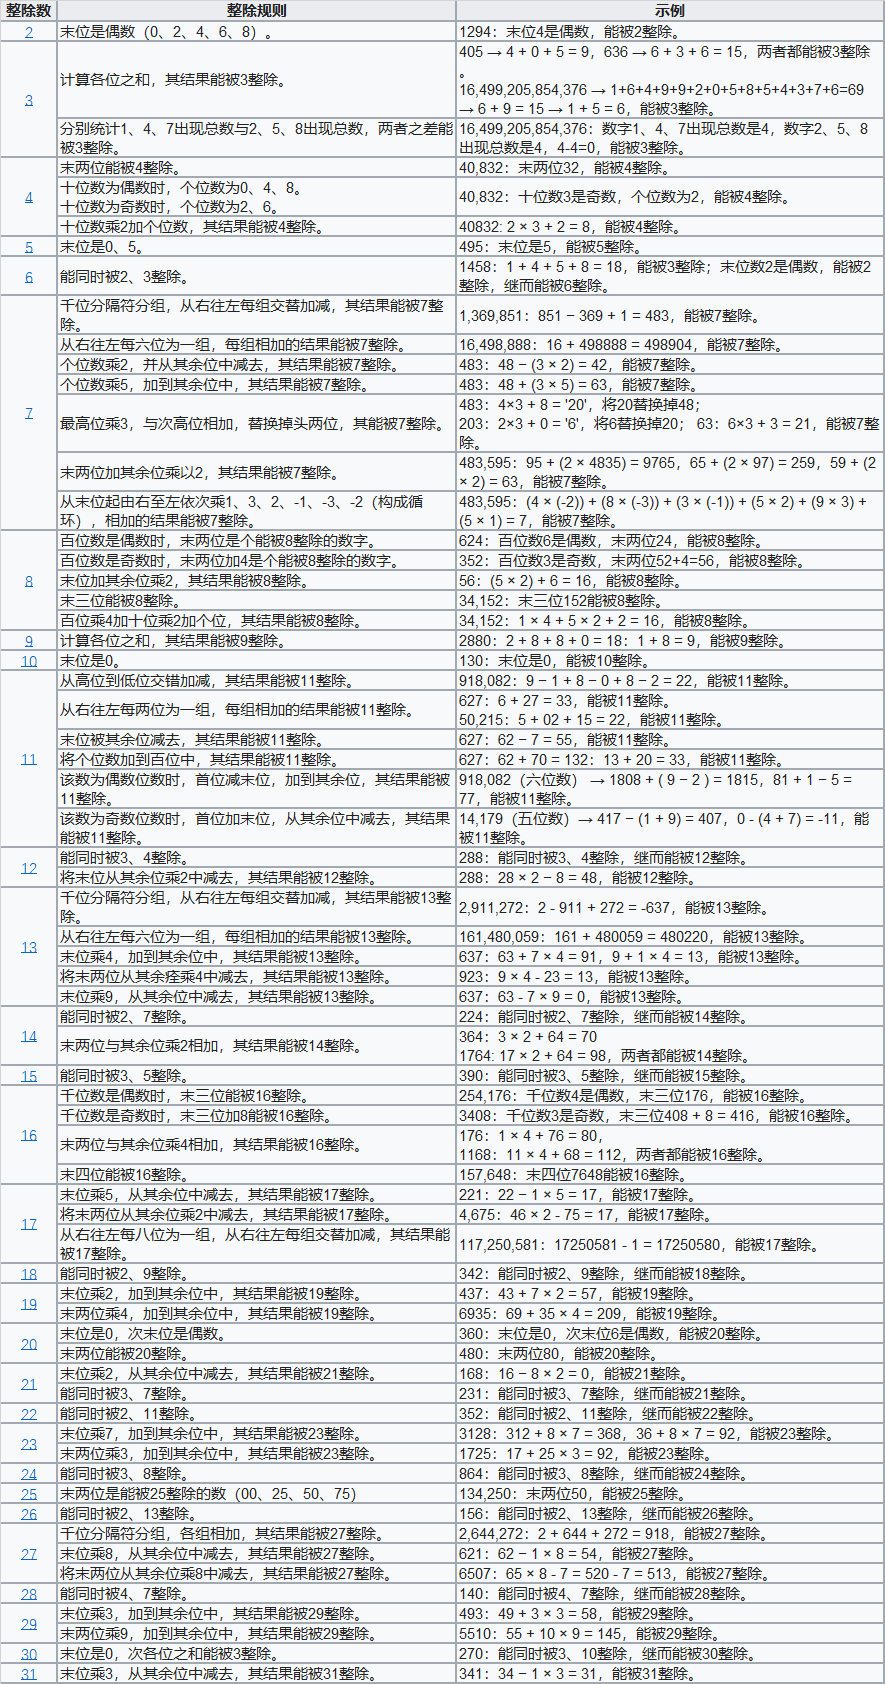 整除数 整除规则 示例
2 末位是偶数（0、2、4、6、8）。 1294：末位4是偶数，能被2整除。
3 计算各位之和，其结果能被3整除。 405 → 4 + 0 + 5 = 9，636 → 6 + 3 + 6 = 15，两者都能被3整除
。
16,499,205,854,376 → 1+6+4+9+9+2+0+5+8+5+4+3+7+6=69
→ 6 + 9 = 15 → 1 + 5 = 6，能被3整除。
分别统计1、4、7出现总数与2、5、8出现总数，两者之差能 16,499,205,854,376：数字1、4、7出现总数是4，数字2、5、8
被3整除。 出现总数是4，4-4=0，能被3整除。
4 末两位能被4整除。 40,832：末两位32，能被4整除。
十位数为偶数时，个位数为0、4、8。
十位数为奇数时，个位数为2、6。 40,832：十位数3是奇数，个位数为2，能被4整除。
十位数乘2加个位数，其结果能被4整除。 40832: 2 × 3 + 2 = 8，能被4整除。
5 末位是0、5。 495：末位是5，能被5整除。
6 能同时被2、3整除。 1458：1 + 4 + 5 + 8 = 18，能被3整除；末位数2是偶数，能被2
整除，继而能被6整除。
7 千位分隔符分组，从右往左每组交替加减，其结果能被7整 1,369,851：851 − 369 + 1 = 483，能被7整除。
除。
从右往左每六位为一组，每组相加的结果能被7整除。 16,498,888：16 + 498888 = 498904，能被7整除。
个位数乘2，并从其余位中减去，其结果能被7整除。 483：48 − (3 × 2) = 42，能被7整除。
个位数乘5，加到其余位中，其结果能被7整除。 483：48 + (3 × 5) = 63，能被7整除。
最高位乘3，与次高位相加，替换掉头两位，其能被7整除。 483：4×3 + 8 = '20'，将20替换掉48；
203：2×3 + 0 = '6'，将6替换掉20； 63：6×3 + 3 = 21，能被7整
除。
末两位加其余位乘以2，其结果能被7整除。 483,595：95 + (2 × 4835) = 9765，65 + (2 × 97) = 259，59 + (2
× 2) = 63，能被7整除。
从末位起由右至左依次乘1、3、2、-1、-3、-2（构成循 483,595：(4 × (-2)) + (8 × (-3)) + (3 × (-1)) + (5 × 2) + (9 × 3) +
环），相加的结果能被7整除。 (5 × 1) = 7，能被7整除。
8 百位数是偶数时，末两位是个能被8整除的数字。 624：百位数6是偶数，末两位24，能被8整除。
百位数是奇数时，末两位加4是个能被8整除的数字。 352：百位数3是奇数，末两位52+4=56，能被8整除。
末位加其余位乘2，其结果能被8整除。 56：(5 × 2) + 6 = 16，能被8整除。
末三位能被8整除。 34,152：末三位152能被8整除。
百位乘4加十位乘2加个位，其结果能被8整除。 34,152：1 × 4 + 5 × 2 + 2 = 16，能被8整除。
9 计算各位之和，其结果能被9整除。 2880：2 + 8 + 8 + 0 = 18：1 + 8 = 9，能被9整除。
10 末位是0。 130：末位是0，能被10整除。
11 从高位到低位交错加减，其结果能被11整除。 918,082：9 − 1 + 8 − 0 + 8 − 2 = 22，能被11整除。
从右往左每两位为一组，每组相加的结果能被11整除。 627：6 + 27 = 33，能被11整除。
50,215：5 + 02 + 15 = 22，能被11整除。
末位被其余位减去，其结果能被11整除。 627：62 − 7 = 55，能被11整除。
将个位数加到百位中，其结果能被11整除。 627：62 + 70 = 132：13 + 20 = 33，能被11整除。
该数为偶数位数时，首位减末位，加到其余位，其结果能被 918,082（六位数） → 1808 + ( 9 − 2 ) = 1815，81 + 1 − 5 =
11整除。 77，能被11整除。
该数为奇数位数时，首位加末位，从其余位中减去，其结果 14,179（五位数）→ 417 − (1 + 9) = 407，0 - (4 + 7) = -11，能
能被11整除。 被11整除。
12 能同时被3、4整除。 288：能同时被3、4整除，继而能被12整除。
将末位从其余位乘2中减去，其结果能被12整除。 288：28 × 2 − 8 = 48，能被12整除。
13 千位分隔符分组，从右往左每组交替加减，其结果能被13整 2,911,272：2 - 911 + 272 = -637，能被13整除。
除。
从右往左每六位为一组，每组相加的结果能被13整除。 161,480,059：161 + 480059 = 480220，能被13整除。
末位乘4，加到其余位中，其结果能被13整除。 637：63 + 7 × 4 = 91，9 + 1 × 4 = 13，能被13整除。
将末两位从其余痊乘4中减去，其结果能被13整除。 923：9 × 4 - 23 = 13，能被13整除。
末位乘9，从其余位中减去，其结果能被13整除。 637：63 - 7 × 9 = 0，能被13整除。
14 能同时被2、7整除。 224：能同时被2、7整除，继而能被14整除。
末两位与其余位乘2相加，其结果能被14整除。 364：3 × 2 + 64 = 70
1764: 17 × 2 + 64 = 98，两者都能被14整除.
15 能同时被3、5整除。 390：能同时被3、5整除，继而能被15整除。
16 千位数是偶数时，末三位能被16整除。 254,176：千位数4是偶数，末三位176，能被16整除。
千位数是奇数时，末三位加8能被16整除。 3408：千位数3是奇数，末三位408 + 8 = 416，能被16整除。
末两位与其余位乘4相加，其结果能被16整除。 176：1 × 4 + 76 = 80，
1168：11 × 4 + 68 = 112，两者都能被16整除。
末四位能被16整除。 157,648：末四位7648能被16整除。
17 末位乘5，从其余位中减去，其结果能被17整除。 221：22 − 1 × 5 = 17，能被17整除。
将末两位从其余位乘2中减去，其结果能被17整除。 4,675：46 × 2 - 75 = 17，能被17整除。
从右往左每八位为一组，从右往左每组交替加减，其结果能 117,250,581：17250581 - 1 = 17250580，能被17整除。
被17整除。
18 能同时被2、9整除。 342：能同时被2、9整除，继而能被18整除。
19 末位乘2，加到其余位中，其结果能被19整除。 437：43 + 7 × 2 = 57，能被19整除。
末两位乘4，加到其余位中，其结果能被19整除。 6935：69 + 35 × 4 = 209，能被19整除。
20 末位是0，次末位是偶数。 360：末位是0，次末位6是偶数，能被20整除。
末两位能被20整除。 480：末两位80，能被20整除。
21 末位乘2，从其余位中减去，其结果能被21整除。 168：16 − 8 × 2 = 0，能被21整除。
能同时被3、7整除。 231：能同时被3、7整除，继而能被21整除。
22 能同时被2、11整除。 352：能同时被2、11整除，继而能被22整除。
23 末位乘7，加到其余位中，其结果能被23整除。 3128：312 + 8 × 7 = 368，36 + 8 × 7 = 92，能被23整除。
末两位乘3，加到其余位中，其结果能被23整除。 1725：17 + 25 × 3 = 92，能被23整除。
24 能同时被3、8整除。 864：能同时被3、8整除，继而能被24整除。
25 末两位是能被25整除的数（00、25、50、75） 134,250：末两位50，能被25整除。
26 能同时被2、13整除。 156：能同时被2、13整除，继而能被26整除。
27 千位分隔符分组，各组相加，其结果能被27整除。 2,644,272：2 + 644 + 272 = 918，能被27整除。
末位乘8，从其余位中减去，其结果能被27整除。 621：62 − 1 × 8 = 54，能被27整除。
将末两位从其余位乘8中减去，其结果能被27整除。 6507：65 × 8 - 7 = 520 - 7 = 513，能被27整除。
28 能同时被4、7整除。 140：能同时被4、7整除，继而能被28整除。
29 末位乘3，加到其余位中，其结果能被29整除。 493：49 + 3 × 3 = 58，能被29整除。
末两位乘9，加到其余位中，其结果能被29整除。 5510：55 + 10 × 9 = 145，能被29整除。
30 末位是0，次各位之和能被3整除。 270：能同时被3、10整除，继而能被30整除。
31 末位乘3，从其余位中减去，其结果能被31整除。 341：34 − 1 × 3 = 31，能被31整除。